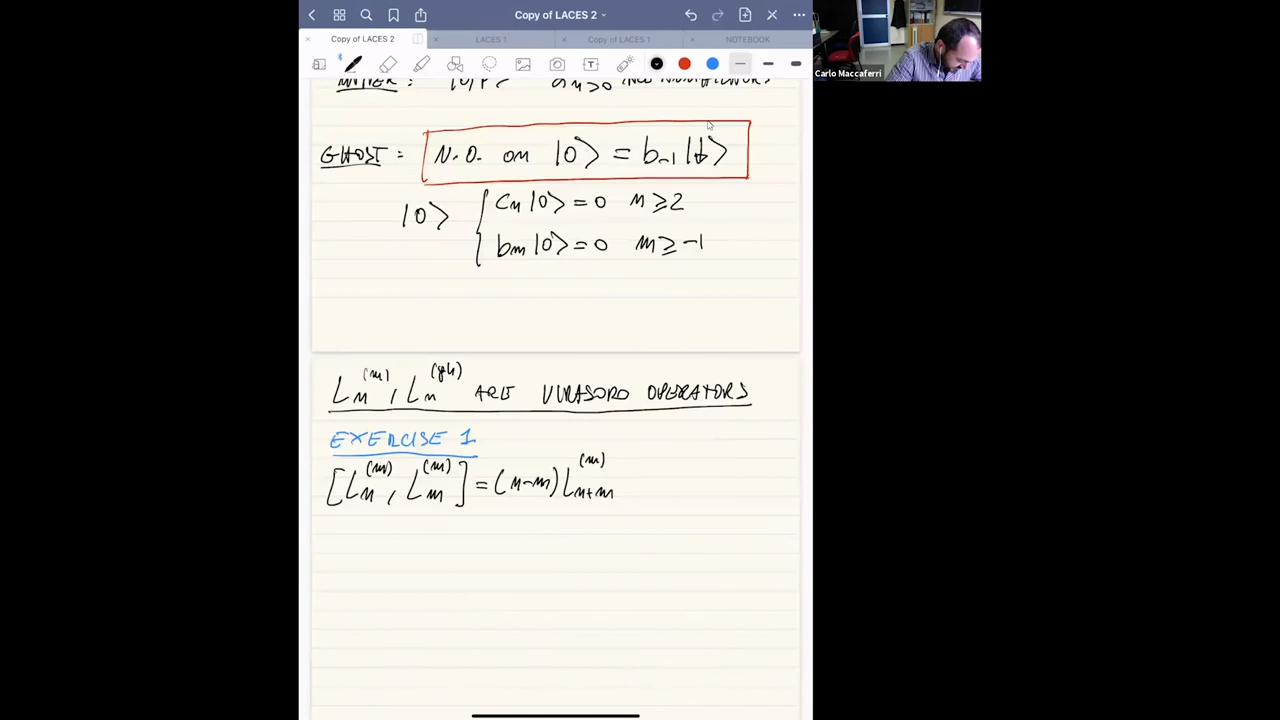 Copy of LACES 2
Copy of LACES 2
LACES 1
Copy of LACES 1
NOTEBOOK
Carlo Maccaferri
GHOST : N.O. on |0⟩ = b₋₁ |↓⟩
|0⟩ { cₙ |0⟩ = 0 n ≥ 2
bₘ |0⟩ = 0 m ≥ -1
Lₙ⁽ᵐ⁾, Lₙ⁽ᵍʰ⁾ ARE VIRASORO OPERATORS
EXERCISE 1
[Lₙ⁽ᵐ⁾, Lₘ⁽ᵐ⁾] = (n-m) Lₙ₊ₘ⁽ᵐ⁾